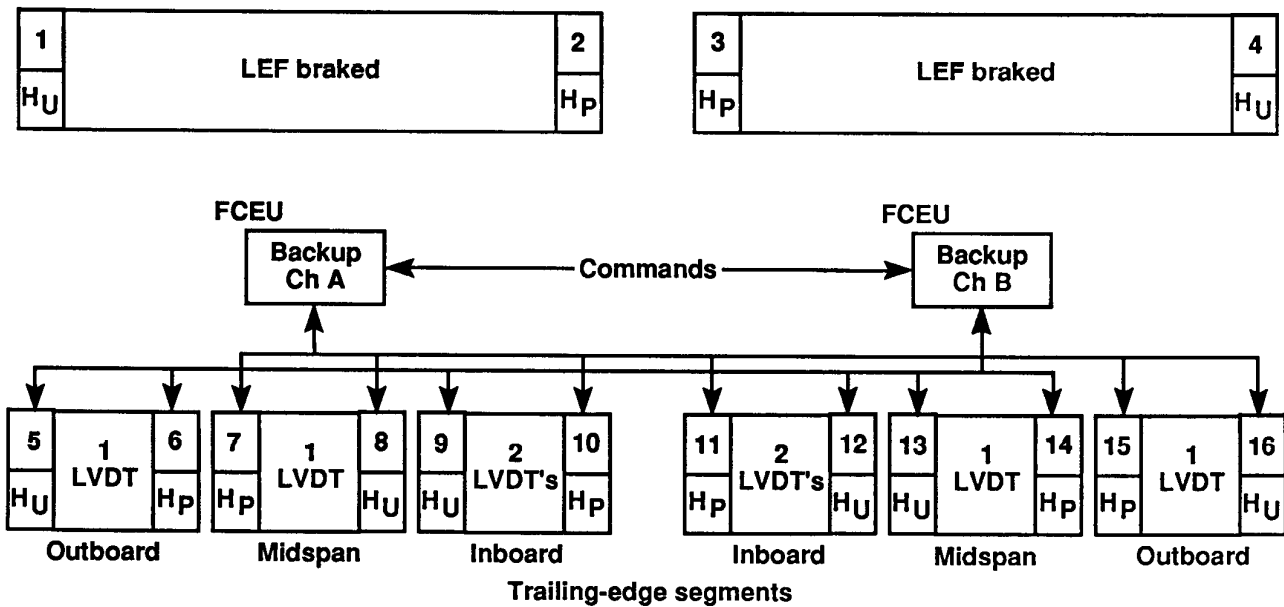 1
LEF braked
2
3
LEF braked
4
HU
HP
HP
HU
FCEU
FCEU
Backup
Ch A
Commands
Backup
Ch B
5
1
LVDT
6
7
1
LVDT
8
9
2
LVDT's
10
11
2
LVDT's
12
13
1
LVDT
14
15
1
LVDT
16
HU
HP
HP
HU
HU
HP
HP
HU
HU
HP
HP
HU
Outboard
Midspan
Inboard
Inboard
Midspan
Outboard
Trailing-edge segments